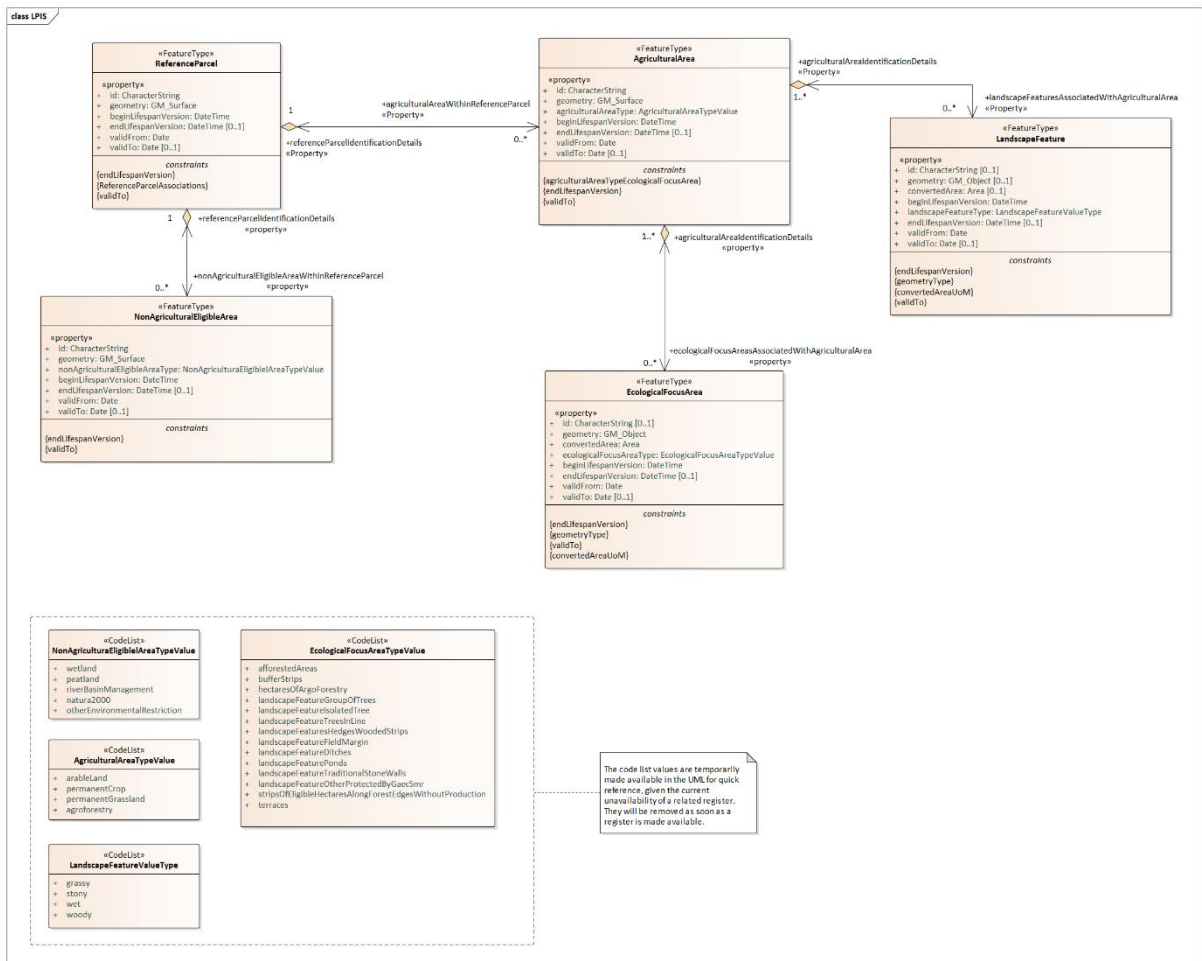 class LPIS
«FeatureType»
ReferenceParcel
«property»
+ id: CharacterString
+ geometry: GM_Surface
+ beginLifespanVersion: DateTime
+ endLifespanVersion: DateTime [0..1]
+ validFrom: Date
+ validTo: Date [0..1]
constraints
{endLifespanVersion}
{ReferenceParcelAssociations}
{validTo}
1
+agriculturalAreaWithinReferenceParcel
«Property»
0..*
+referenceParcelIdentificationDetails
«Property»
«FeatureType»
AgriculturalArea
«property»
+ id: CharacterString
+ geometry: GM_Surface
+ agriculturalAreaType: AgriculturalAreaTypeValue
+ beginLifespanVersion: DateTime
+ endLifespanVersion: DateTime [0..1]
+ validFrom: Date
+ validTo: Date [0..1]
constraints
{agriculturalAreaTypeEcologicalFocusArea}
{endLifespanVersion}
{validTo}
+agriculturalAreaIdentificationDetails
«Property»
1..*
0..*
+landscapeFeaturesAssociatedWithAgriculturalArea
«Property»
«FeatureType»
LandscapeFeature
«property»
+ id: CharacterString [0..1]
+ geometry: GM_Object [0..1]
+ convertedArea: Area [0..1]
+ beginLifespanVersion: DateTime
+ landscapeFeatureType: LandscapeFeatureValueType
+ endLifespanVersion: DateTime [0..1]
+ validFrom: Date
+ validTo: Date [0..1]
constraints
{endLifespanVersion}
{geometryType}
{convertedAreaUoM}
{validTo}
1
+referenceParcelIdentificationDetails
«property»
+nonAgriculturalEligibleAreaWithinReferenceParcel
0..*
«property»
«FeatureType»
NonAgriculturalEligibleArea
«property»
+ id: CharacterString
+ geometry: GM_Surface
+ nonAgriculturalEligibleAreaType: NonAgriculturaEligiblelAreaTypeValue
+ beginLifespanVersion: DateTime
+ endLifespanVersion: DateTime [0..1]
+ validFrom: Date
+ validTo: Date [0..1]
constraints
{endLifespanVersion}
{validTo}
1..*
+agriculturalAreaIdentificationDetails
«property»
+ecologicalFocusAreasAssociatedWithAgriculturalArea
0..*
«property»
«FeatureType»
EcologicalFocusArea
«property»
+ id: CharacterString [0..1]
+ geometry: GM_Object
+ convertedArea: Area
+ ecologicalFocusAreaType: EcologicalFocusAreaTypeValue
+ beginLifespanVersion: DateTime
+ endLifespanVersion: DateTime [0..1]
+ validFrom: Date
+ validTo: Date [0..1]
constraints
{endLifespanVersion}
{geometryType}
{validTo}
{convertedAreaUoM}
«CodeList»
NonAgriculturaEligiblelAreaTypeValue
+ wetland
+ peatland
+ riverBasinManagement
+ natura2000
+ otherEnvironmentalRestriction
«CodeList»
EcologicalFocusAreaTypeValue
+ afforestedAreas
+ bufferStrips
+ hectaresOfArgoForestry
+ landscapeFeatureGroupOfTrees
+ landscapeFeatureIsolatedTree
+ landscapeFeatureTreesInLine
+ landscapeFeaturesHedgesWoodedStrips
+ landscapeFeatureFieldMargin
+ landscapeFeatureDitches
+ landscapeFeaturePonds
+ landscapeFeatureTraditionalStoneWalls
+ landscapeFeatureOtherProtectedByGaecSmr
+ stripsOfEligibleHectaresAlongForestEdgesWithoutProduction
+ terraces
«CodeList»
AgriculturalAreaTypeValue
+ arableLand
+ permanentCrop
+ permanentGrassland
+ agroforestry
«CodeList»
LandscapeFeatureValueType
+ grassy
+ stony
+ wet
+ woody
The code list values are temporarily
made available in the UML for quick
reference, given the current
unavailability of a related register.
They will be removed as soon as a
register is made available.